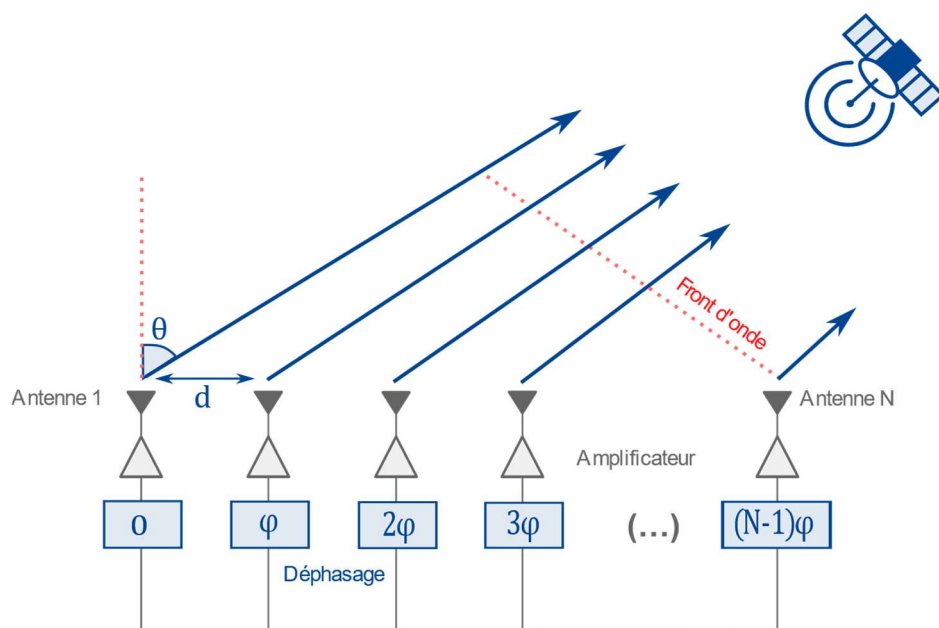 θ
Front d'onde
d
Antenne 1
Antenne N
Amplificateur
0
φ
2φ
3φ
(...)
(N-1)φ
Déphasage